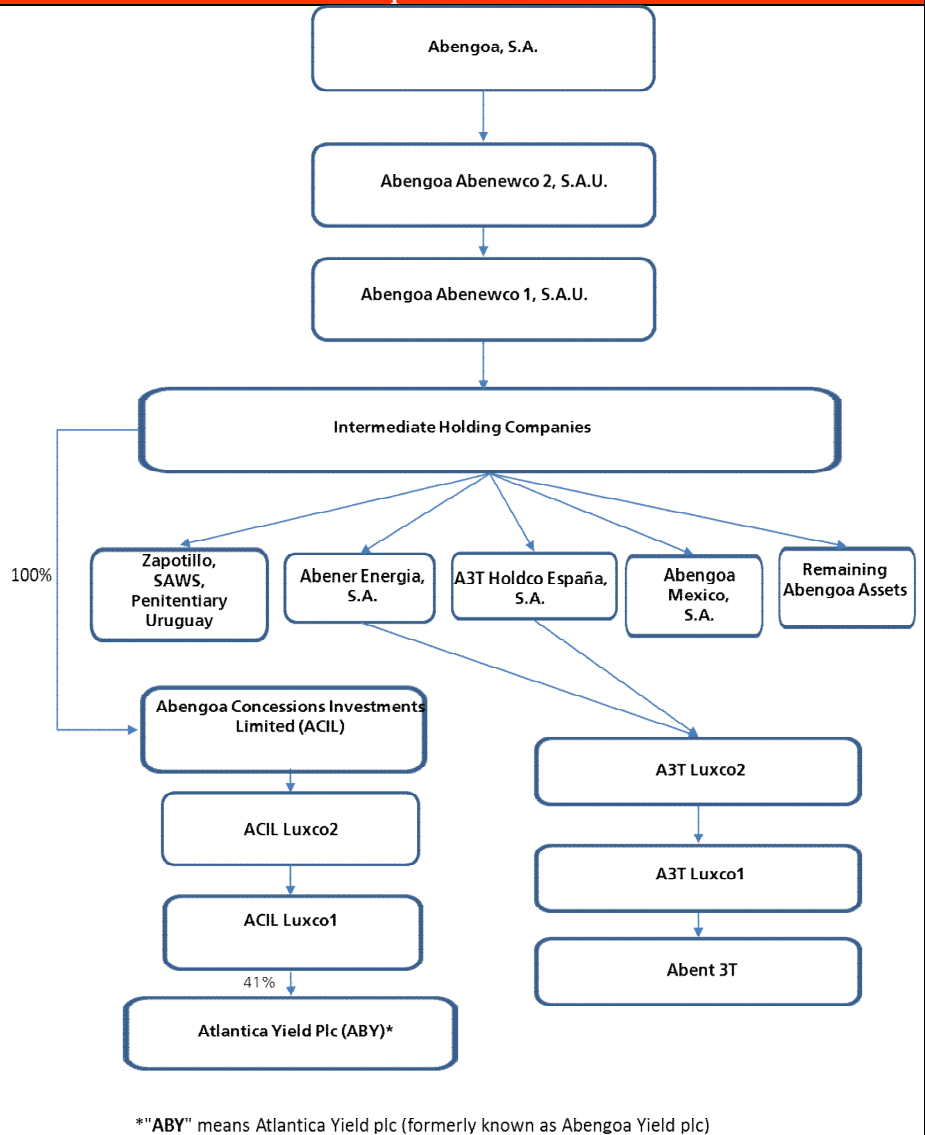 Abengoa, S.A.
Abengoa Abenewco 2, S.A.U.
Abengoa Abenewco 1, S.A.U.
Intermediate Holding Companies
100%
Zapotillo,
SAWS,
Penitentiary
Uruguay
Abener Energia,
S.A.
A3T Holdco España,
S.A.
Abengoa
Mexico,
S.A.
Remaining
Abengoa Assets
Abengoa Concessions Investments
Limited (ACIL)
ACIL Luxco2
ACIL Luxco1
41%
Atlantica Yield Plc (ABY)*
A3T Luxco2
A3T Luxco1
Abent 3T
*"ABY" means Atlantica Yield plc (formerly known as Abengoa Yield plc)